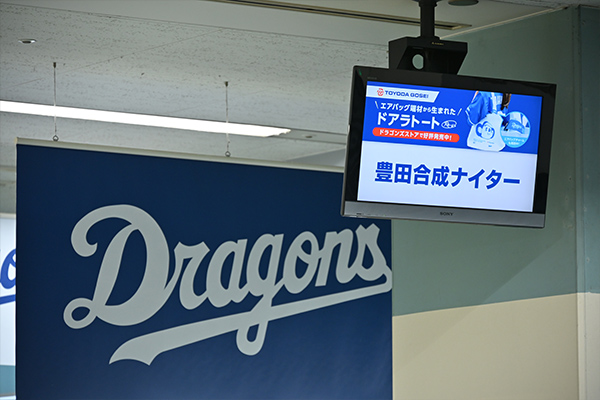 TOYODA GOSEI
エアバッグ端材から生まれた
ドアラトート
ドラゴンズストアで好評発売中!
豊田合成ナイター
SONY
Dragons